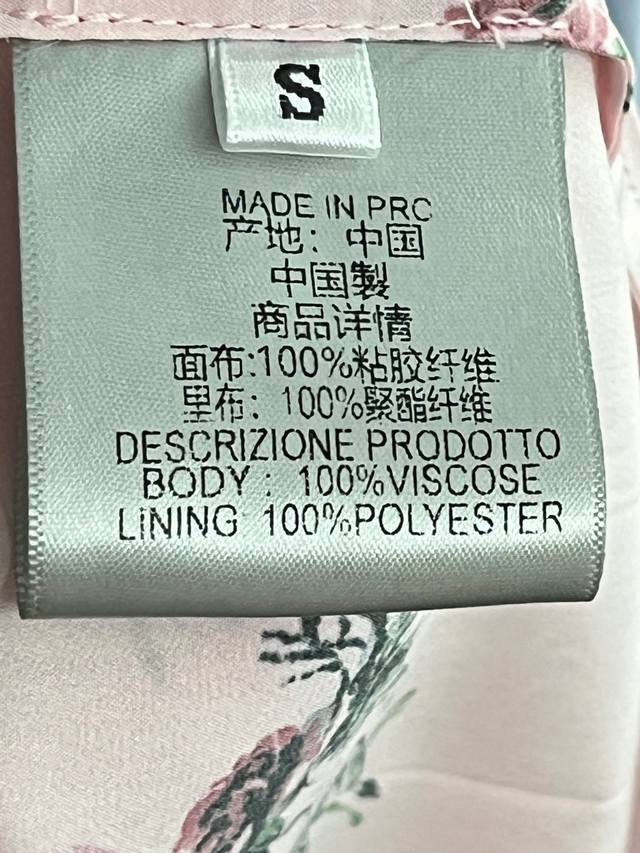 S
MADE IN PRC
产地: 中国
中国製
商品详情
面布:100%粘胶纤维
里布: 100%聚酯纤维
DESCRIZIONE PRODOTTO
BODY : 100%VISCOSE
LINING 100%POLYESTER